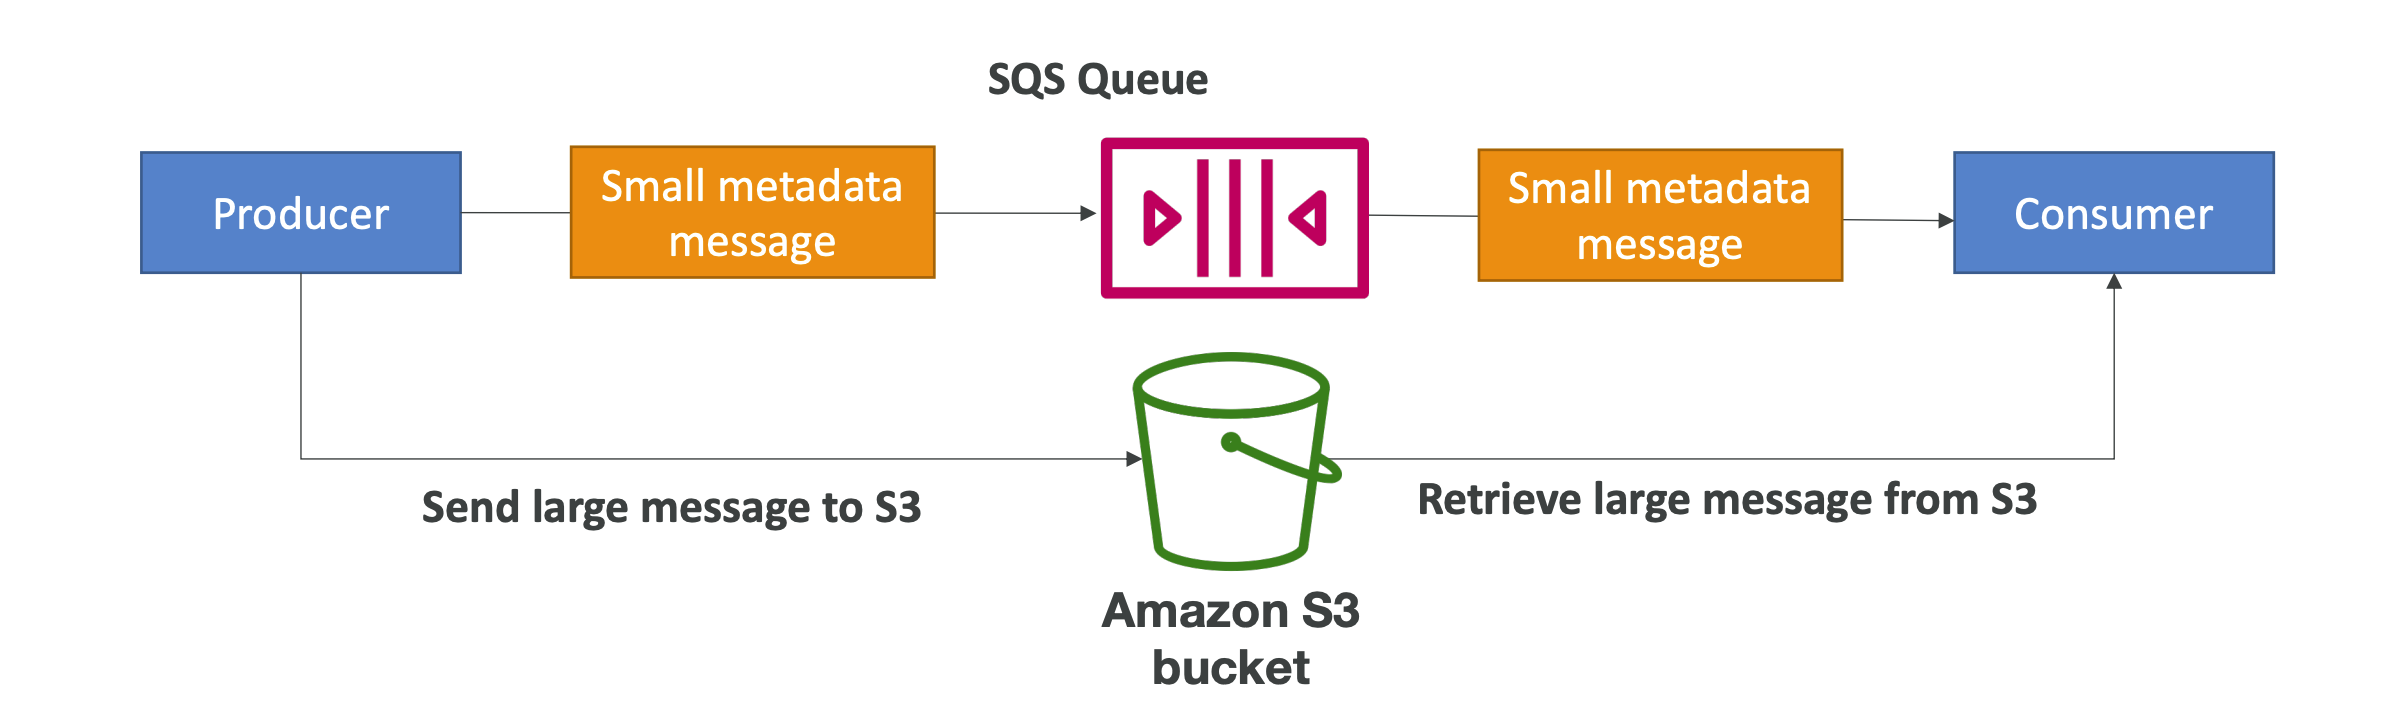 SQS Queue
Producer
Small metadata
message
Small metadata
message
Consumer
Send large message to S3
Retrieve large message from S3
Amazon S3
bucket